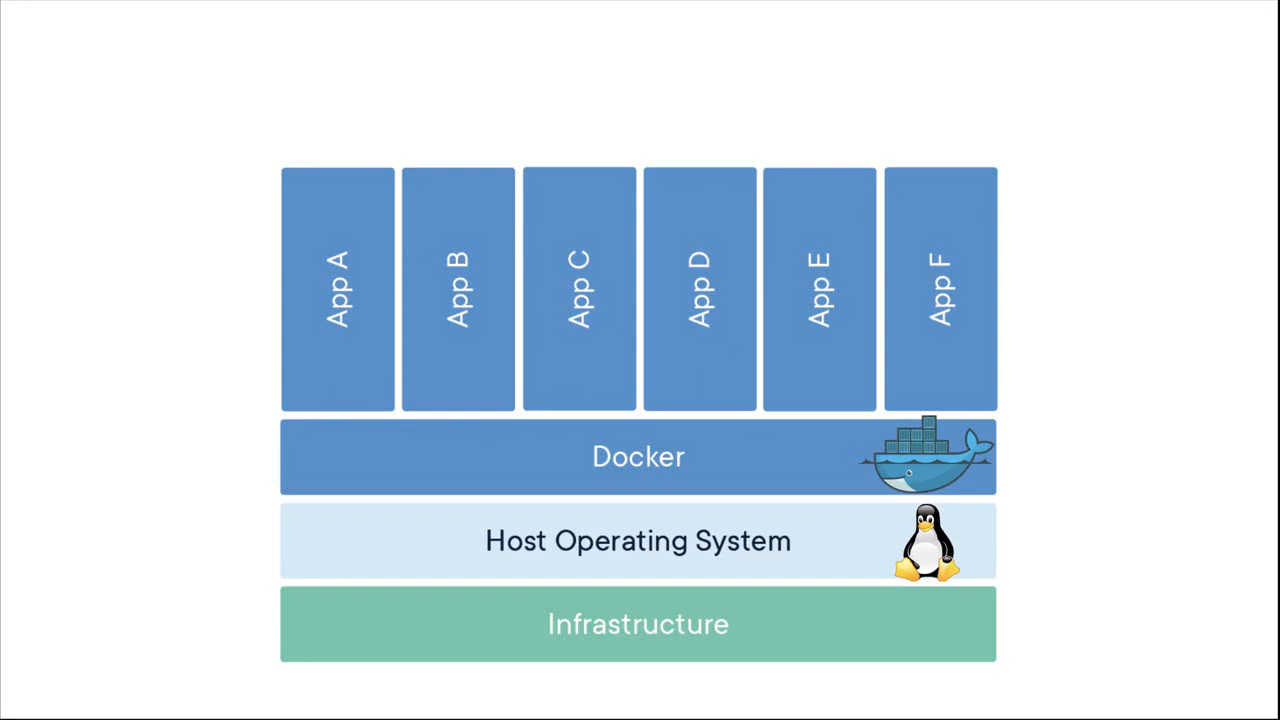 App A
App B
App C
App D
App E
App F
Docker
Host Operating System
Infrastructure